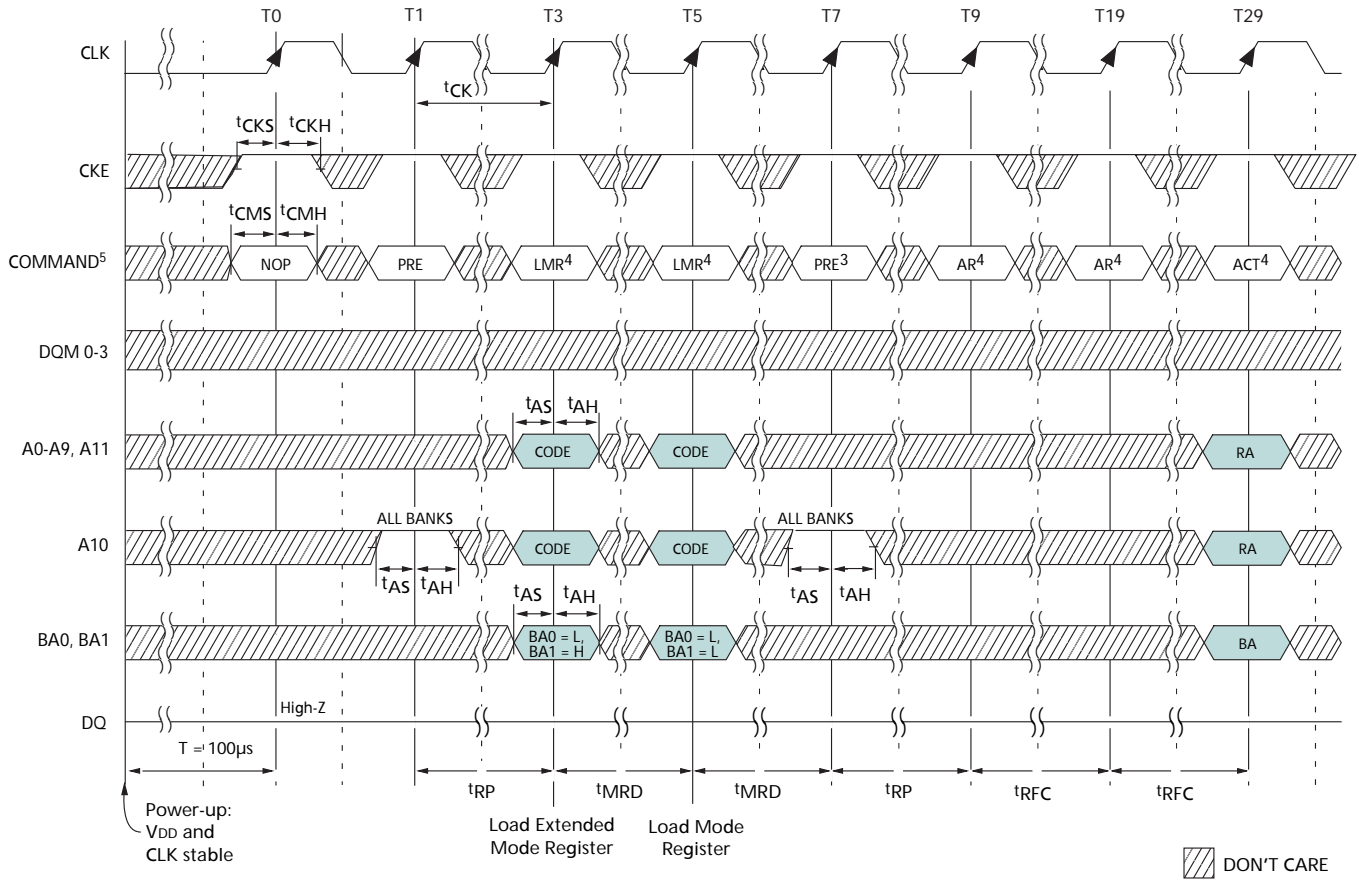 T0 T1 T3 T5 T7 T9 T19 T29
CLK
tCK
tCKS tCKH
CKE
tCMS tCMH
COMMAND5 NOP PRE LMR4 LMR4 PRE3 AR4 AR4 ACT4
DQM 0-3
tAS tAH
A0-A9, A11 CODE CODE RA
ALL BANKS ALL BANKS
A10 CODE CODE RA
tAS tAH tAS tAH
tAS tAH
BA0, BA1 BA0 = L, BA1 = H BA0 = L, BA1 = L BA
High-Z
DQ
T = 100µs
tRP tMRD tMRD tRP tRFC tRFC
Power-up:
VDD and
CLK stable
Load Extended
Mode Register
Load Mode
Register
DON'T CARE